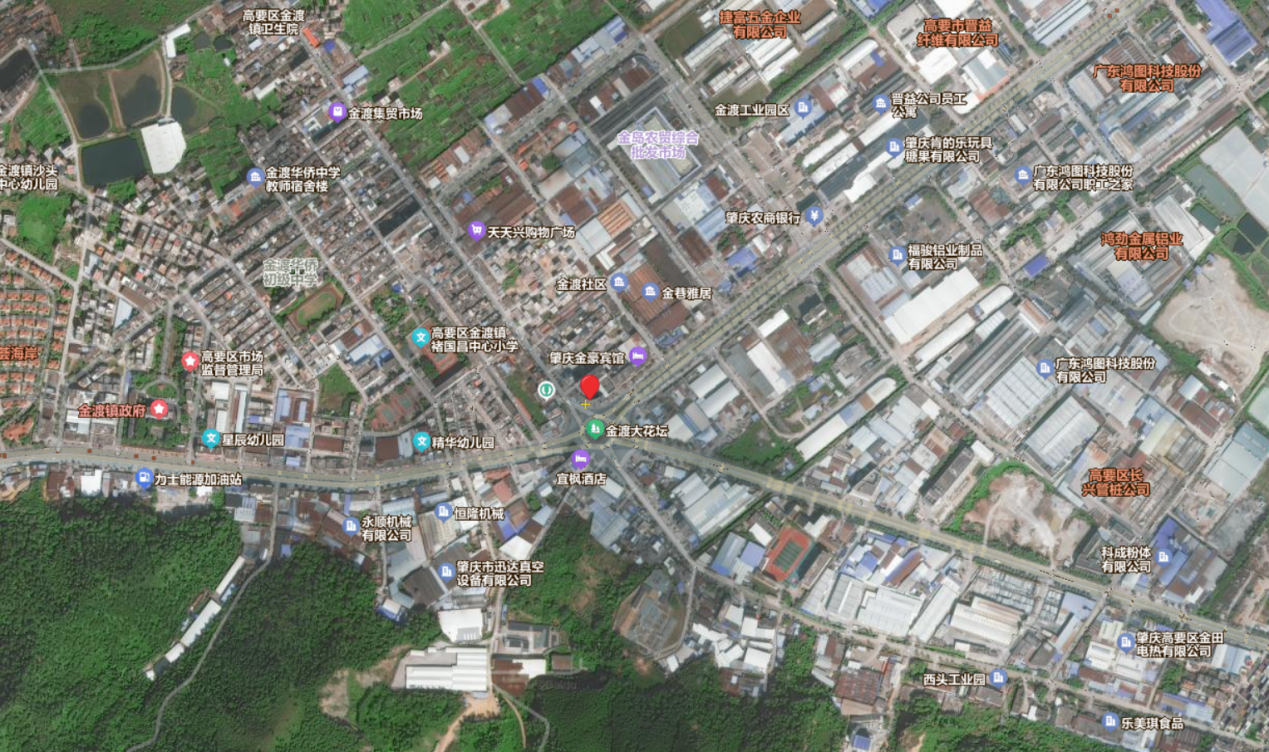 高要区金渡
镇卫生院
捷富五金企业
有限公司
高要市晋益
纤维有限公司
广东鸿图科技股份
有限公司
金渡集贸市场
金渡工业园区
晋益公司员工
公寓
金岛农贸综合
批发市场
肇庆肯的乐玩具
糖果有限公司
金渡镇沙头
中心幼儿园
金渡华侨中学
教师宿舍楼
广东鸿图科技股份
有限公司职工之家
肇庆农商银行
天天兴购物广场
鸿劲金属铝业
有限公司
福骏铝业制品
有限公司
金渡华侨
初级中学
金渡社区
金巷雅居
高要区金渡镇
禇国昌中心小学
荟海岸
高要区市场
监督管理局
肇庆金豪宾馆
广东鸿图科技股份
有限公司
金渡镇政府
星辰幼儿园
精华幼儿园
金渡大花坛
力士能源加油站
宜枫酒店
高要区长
兴管桩公司
永顺机械
有限公司
恒隆机械
科成粉体
有限公司
肇庆市迅达真空
设备有限公司
肇庆高要区金田
电热有限公司
西头工业园
乐美琪食品